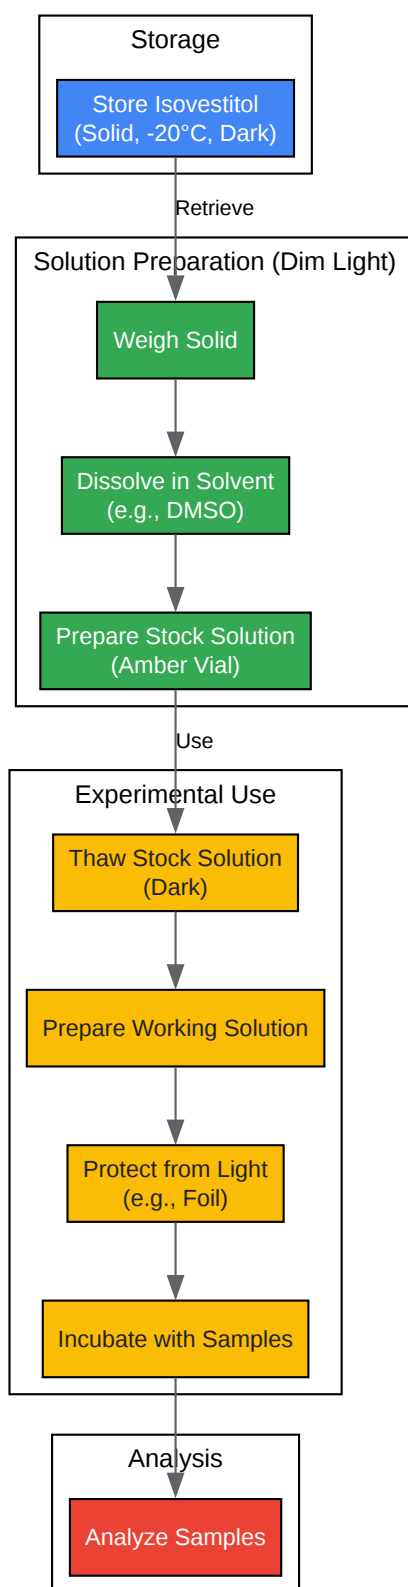 Storage
Store Isovestitol
(Solid, -20°C, Dark)
Retrieve
Solution Preparation (Dim Light)
Weigh Solid
Dissolve in Solvent
(e.g., DMSO)
Prepare Stock Solution
(Amber Vial)
Use
Experimental Use
Thaw Stock Solution
(Dark)
Prepare Working Solution
Protect from Light
(e.g., Foil)
Incubate with Samples
Analysis
Analyze Samples